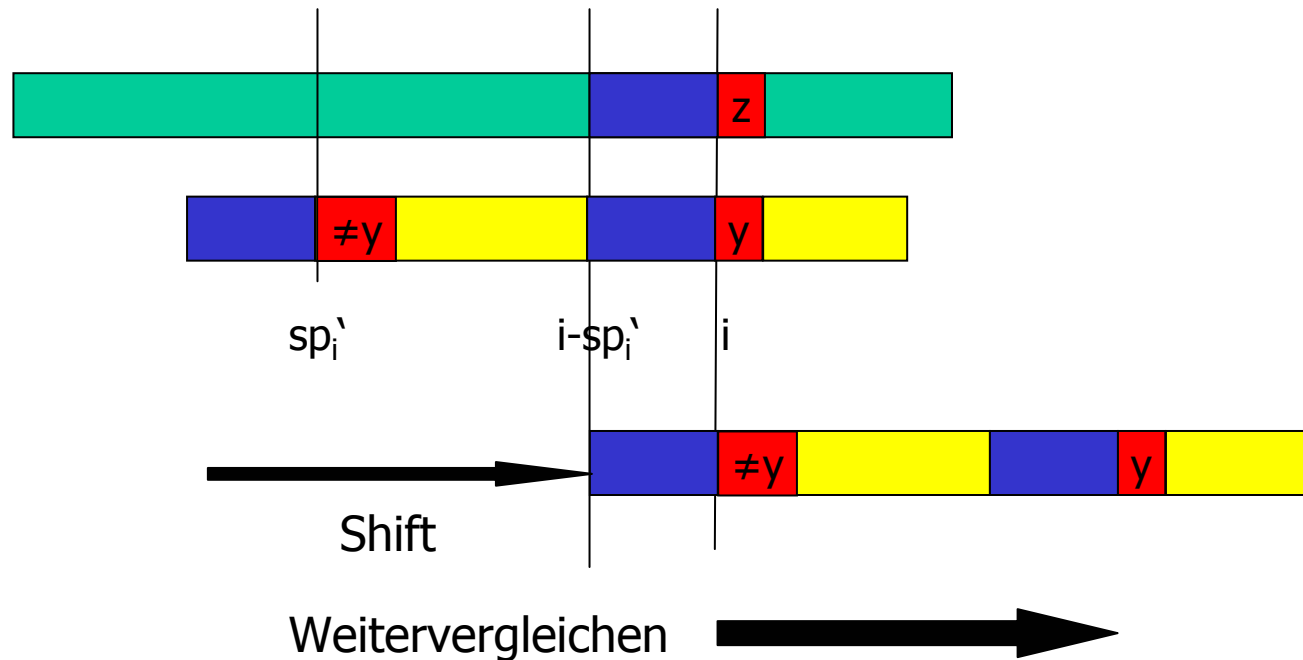 z
≠y y
spᵢ‘ i-spᵢ‘ i
≠y y
Shift
Weitervergleichen